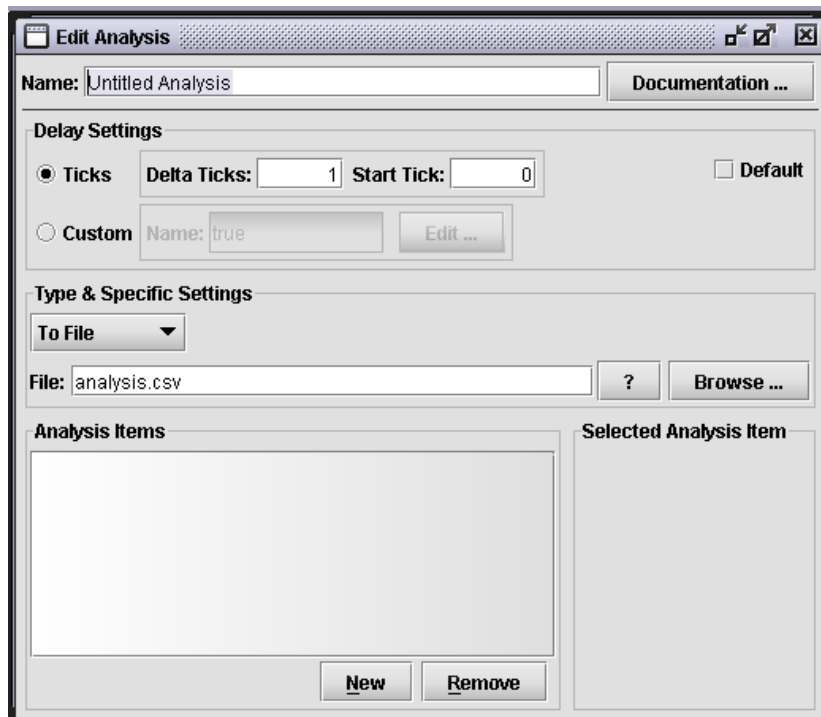 Edit Analysis
Name: Untitled Analysis Documentation ...
Delay Settings
Ticks Delta Ticks: 1 Start Tick: 0 Default
Custom Name: true Edit ...
Type & Specific Settings
To File
File: analysis.csv ? Browse ...
Analysis Items Selected Analysis Item
New Remove